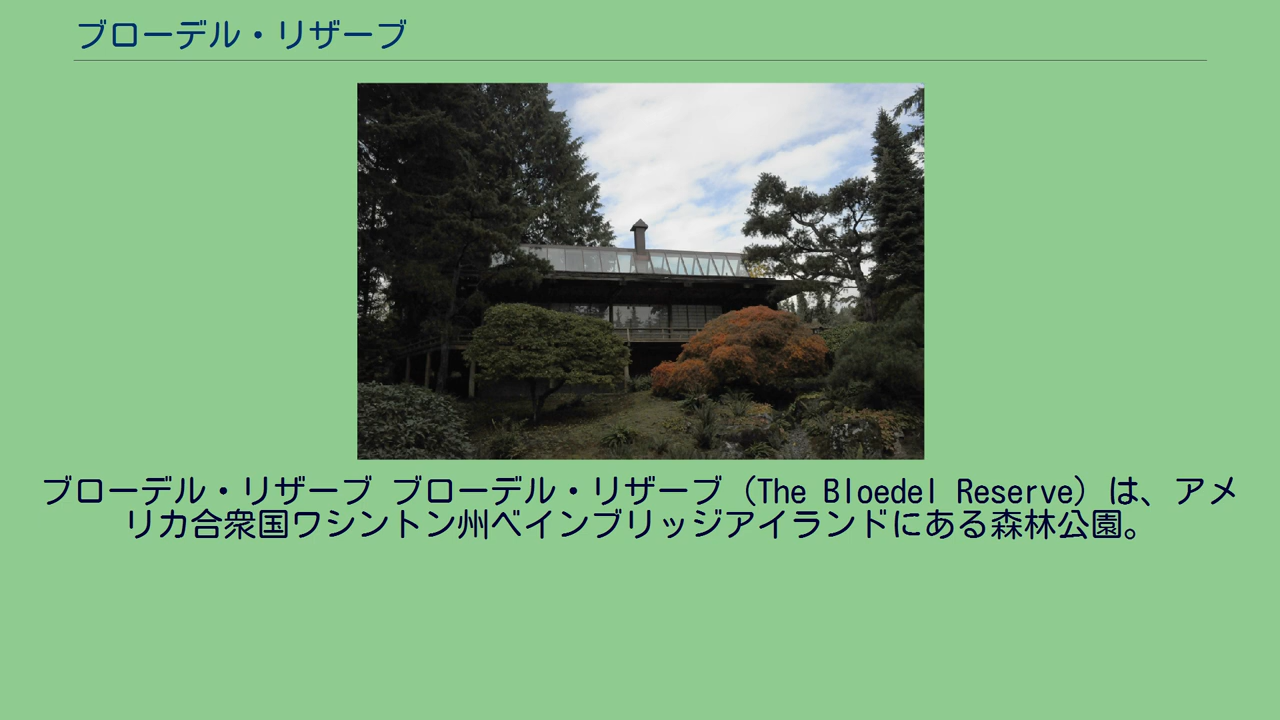 ブローデル・リザーブ
ブローデル・リザーブ ブローデル・リザーブ（The Bloedel Reserve）は、アメ
リカ合衆国ワシントン州ベインブリッジアイランドにある森林公園。